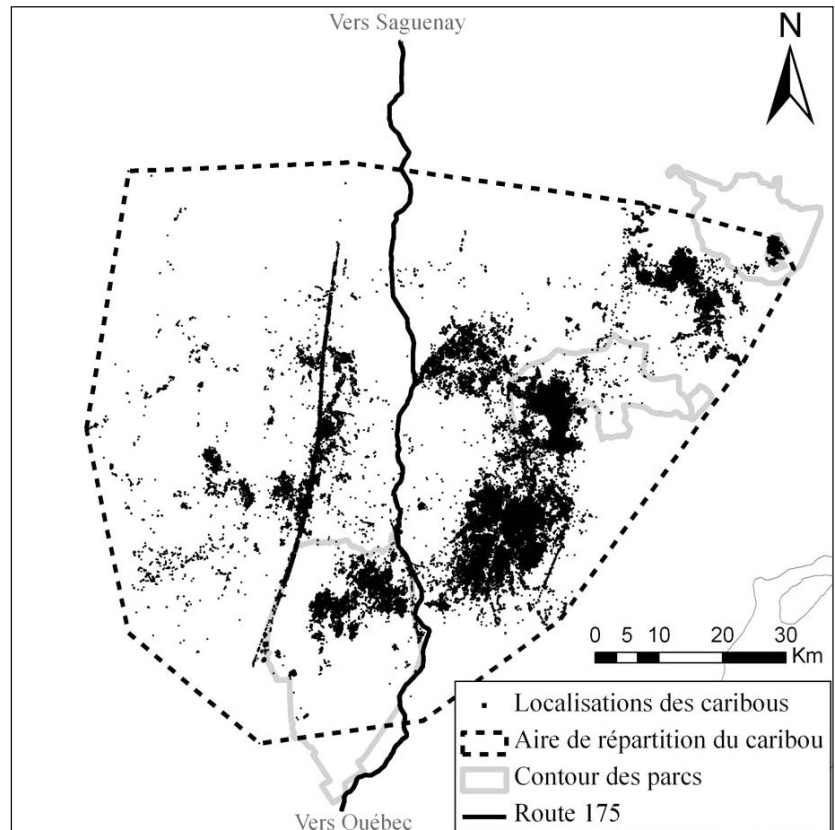 Vers Saguenay
N
0 5 10 20 30
Km
Localisations des caribous
Aire de répartition du caribou
Contour des parcs
Route 175
Vers Québec